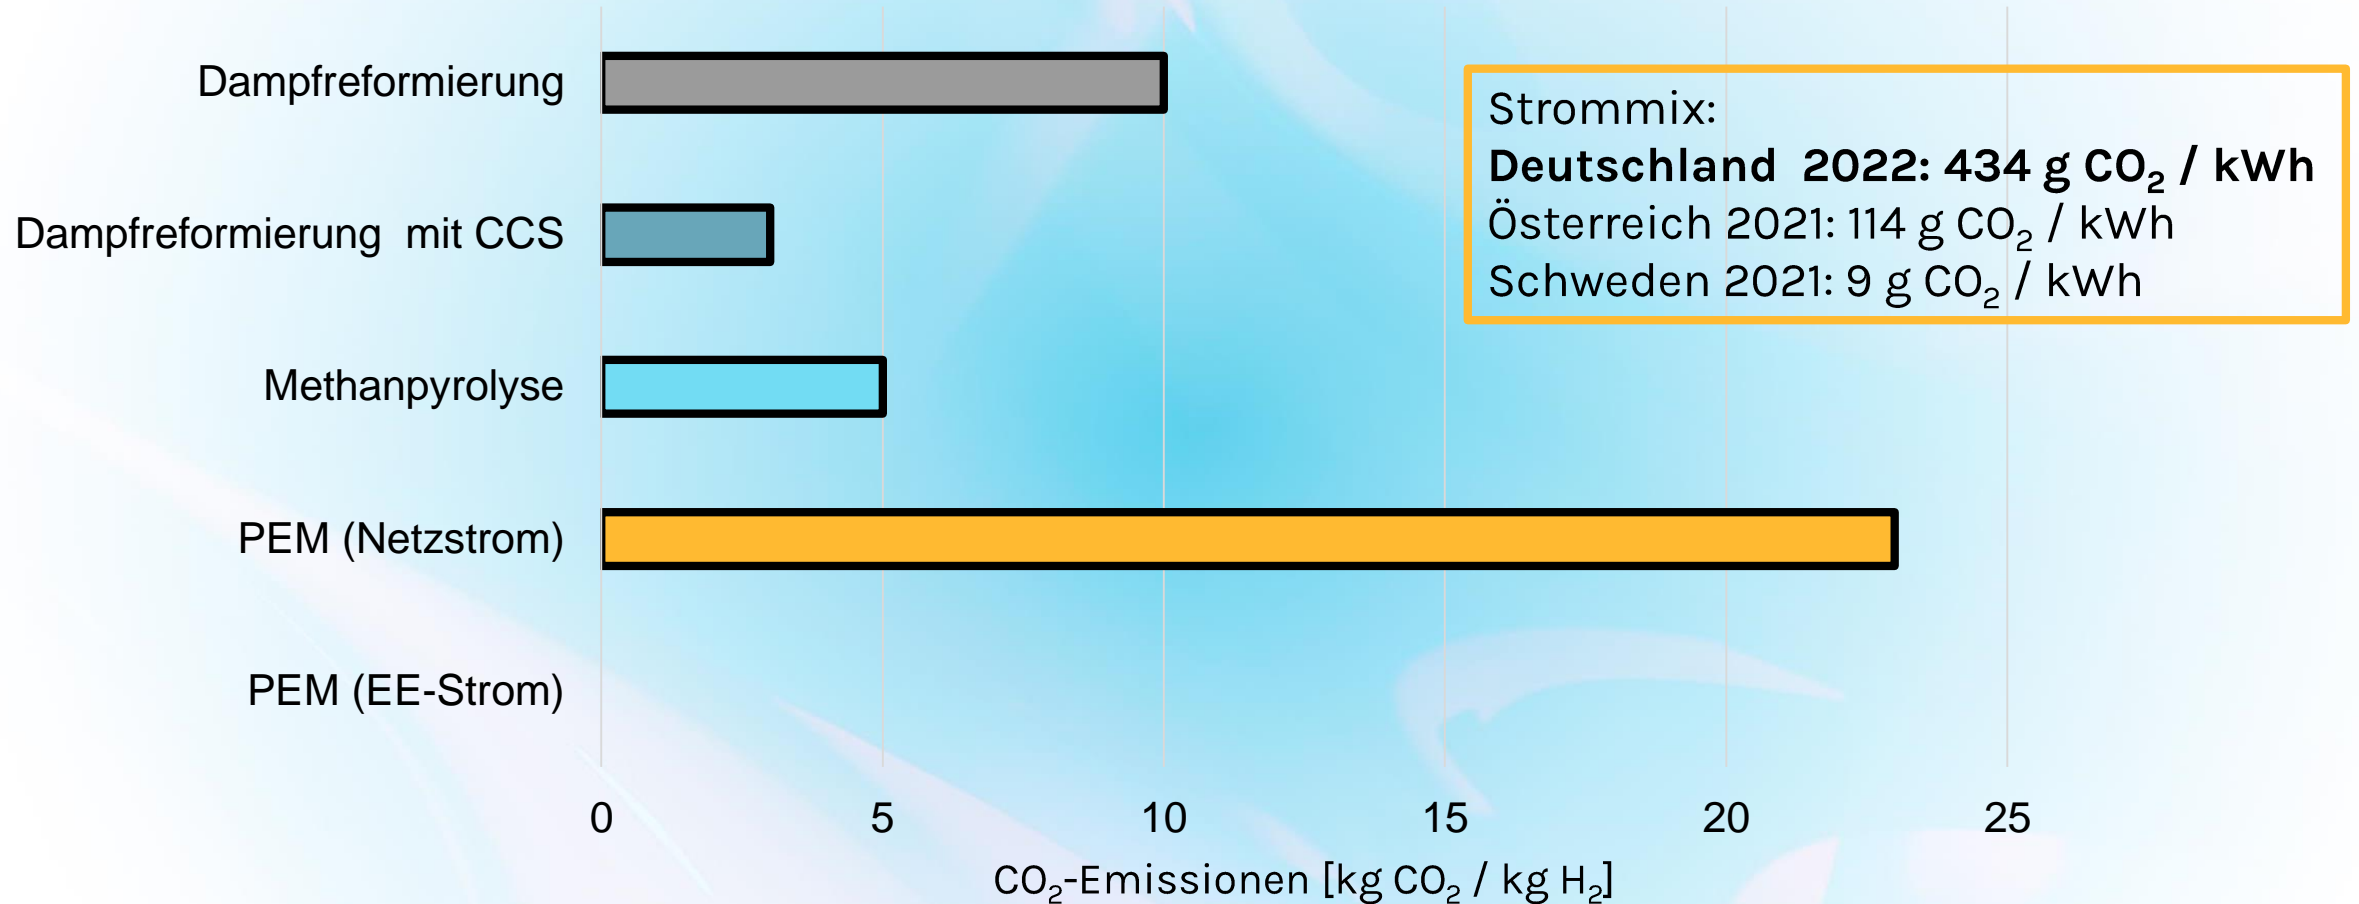 Dampfreformierung
Dampfreformierung  mit CCS
Methanpyrolyse
PEM (Netzstrom)
PEM (EE-Strom)
Strommix:
Deutschland  2022: 434 g CO₂ / kWh
Österreich 2021: 114 g CO₂ / kWh
Schweden 2021: 9 g CO₂ / kWh
0 5 10 15 20 25
CO₂-Emissionen [kg CO₂ / kg H₂]